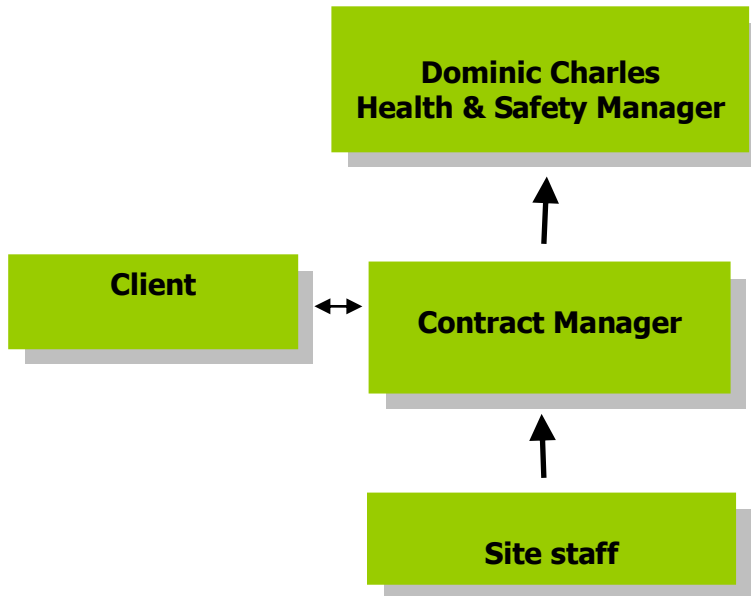 Dominic Charles
Health & Safety Manager
Client
Contract Manager
Site staff